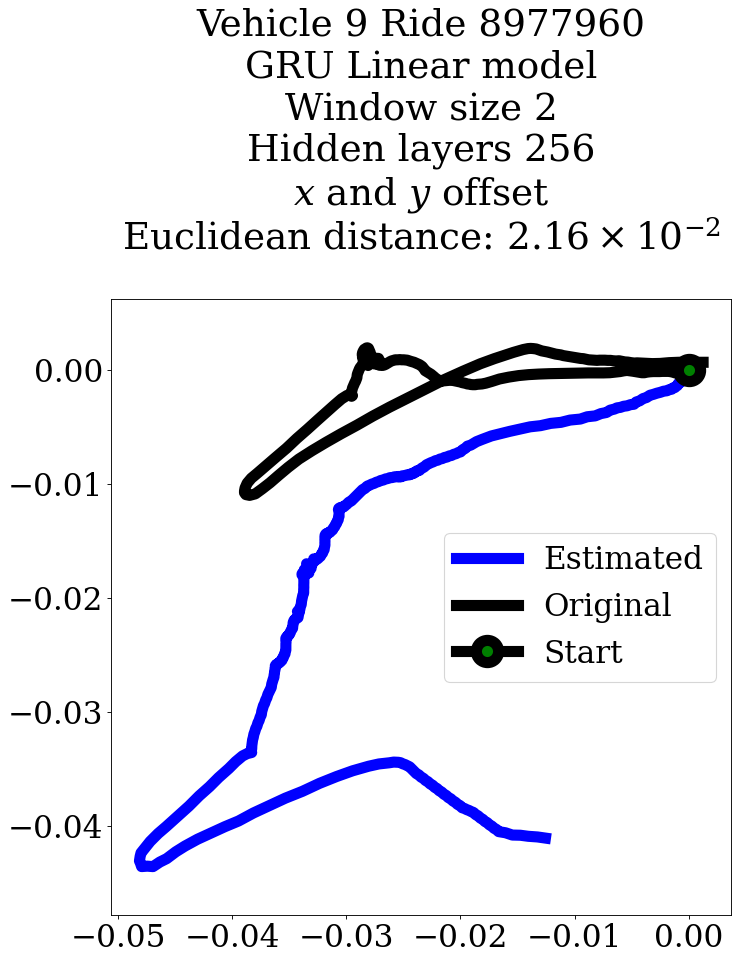 Vehicle 9 Ride 8977960
GRU Linear model
Window size 2
Hidden layers 256
x and y offset
Euclidean distance: 2.16 × 10⁻²
0.00
−0.01
−0.02
−0.03
−0.04
Estimated
Original
Start
−0.05 −0.04 −0.03 −0.02 −0.01 0.00